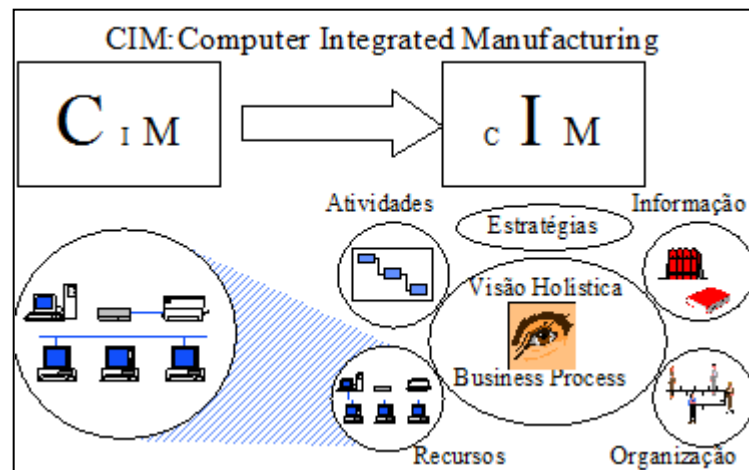 CIM: Computer Integrated Manufacturing
C I M
C I M
Atividades
Estratégias
Informação
Visão Holistica
Business Process
Recursos
Organização